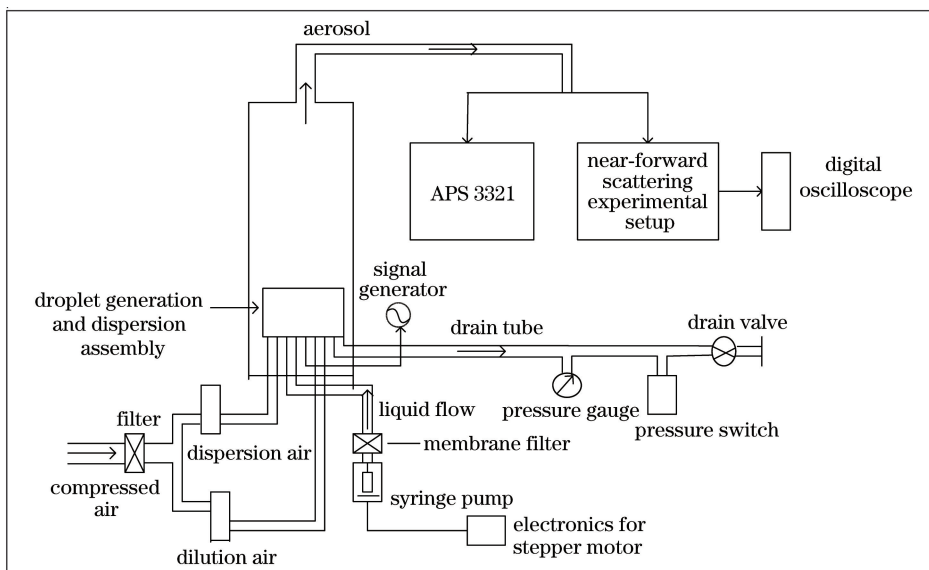 aerosol
APS 3321
near-forward
scattering
experimental
setup
digital
oscilloscope
signal
generator
droplet generation
and dispersion
assembly
drain tube
drain valve
filter
liquid flow
pressure gauge
pressure switch
dispersion air
membrane filter
compressed
air
syringe pump
dilution air
electronics for
stepper motor